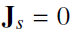 𝐉ₛ = 0